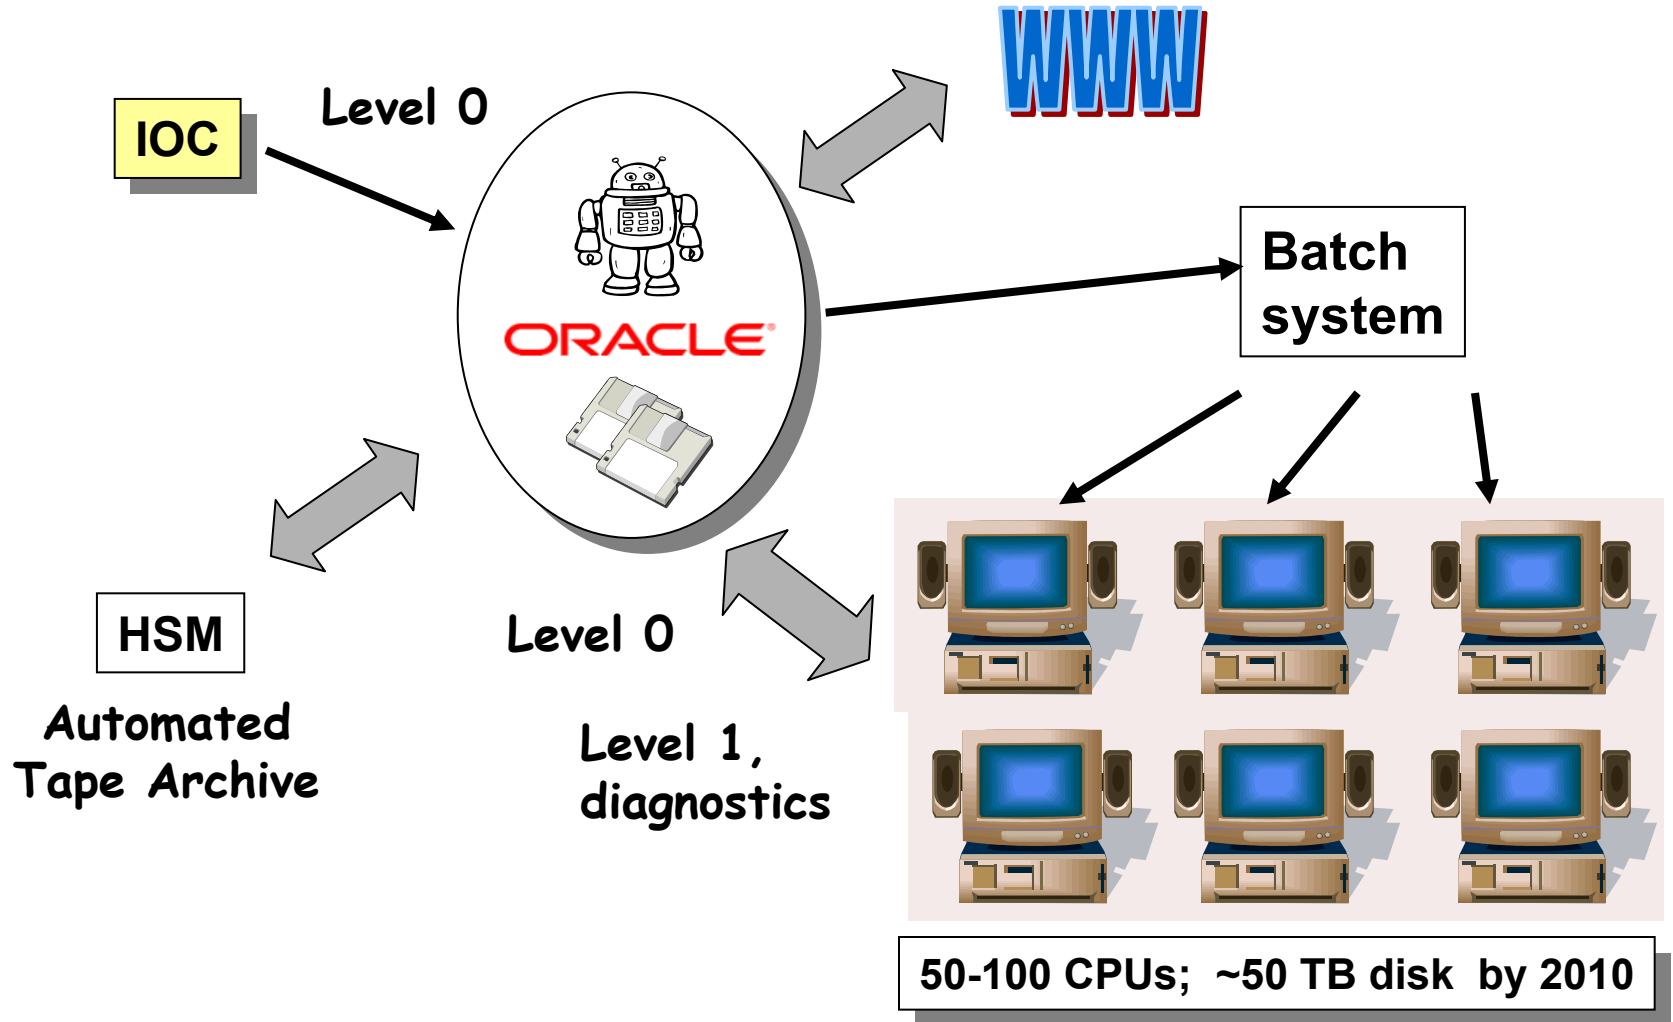 WWW
Level 0
IOC
ORACLE®
Batch
system
HSM
Automated
Tape Archive
Level 0
Level 1,
diagnostics
50-100 CPUs; ~50 TB disk by 2010